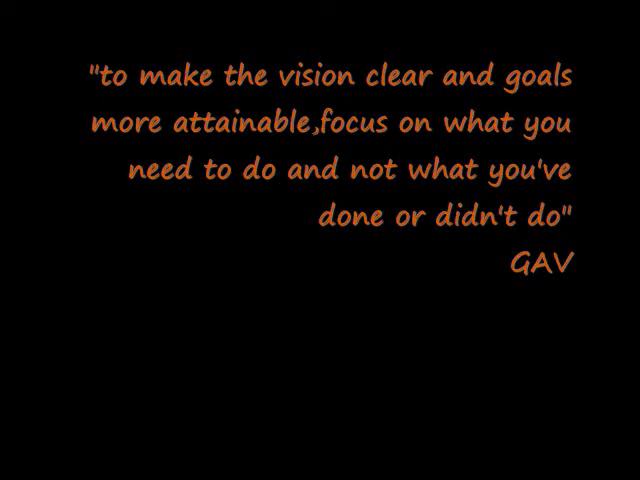 "to make the vision clear and goals
more attainable,focus on what you
need to do and not what you've
done or didn't do"
GAV